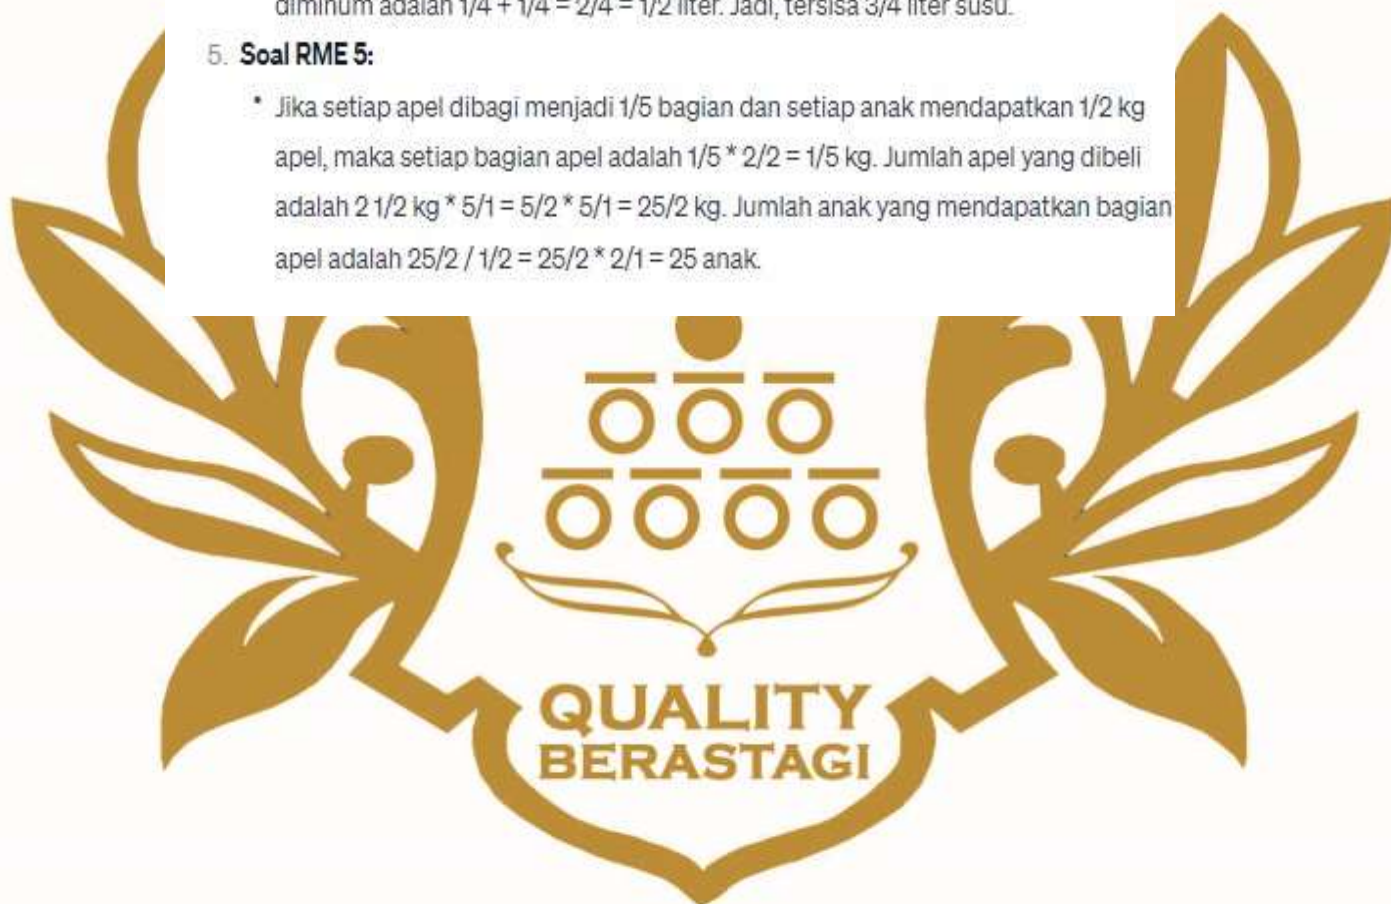 diminum adalah 1/4 + 1/4 = 2/4 = 1/2 liter. Jadi, tersisa 3/4 liter susu.
5. Soal RME 5:
• Jika setiap apel dibagi menjadi 1/5 bagian dan setiap anak mendapatkan 1/2 kg
apel, maka setiap bagian apel adalah 1/5 * 2/2 = 1/5 kg. Jumlah apel yang dibeli
adalah 2 1/2 kg * 5/1 = 5/2 * 5/1 = 25/2 kg. Jumlah anak yang mendapatkan bagian
apel adalah 25/2 / 1/2 = 25/2 * 2/1 = 25 anak.
QUALITY
BERASTAGI